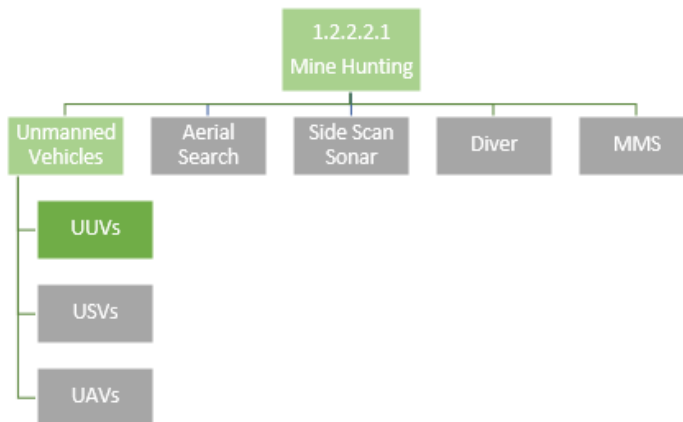 1.2.2.2.1
Mine Hunting
Unmanned
Vehicles
Aerial
Search
Side Scan
Sonar
Diver
MMS
UUVs
USVs
UAVs